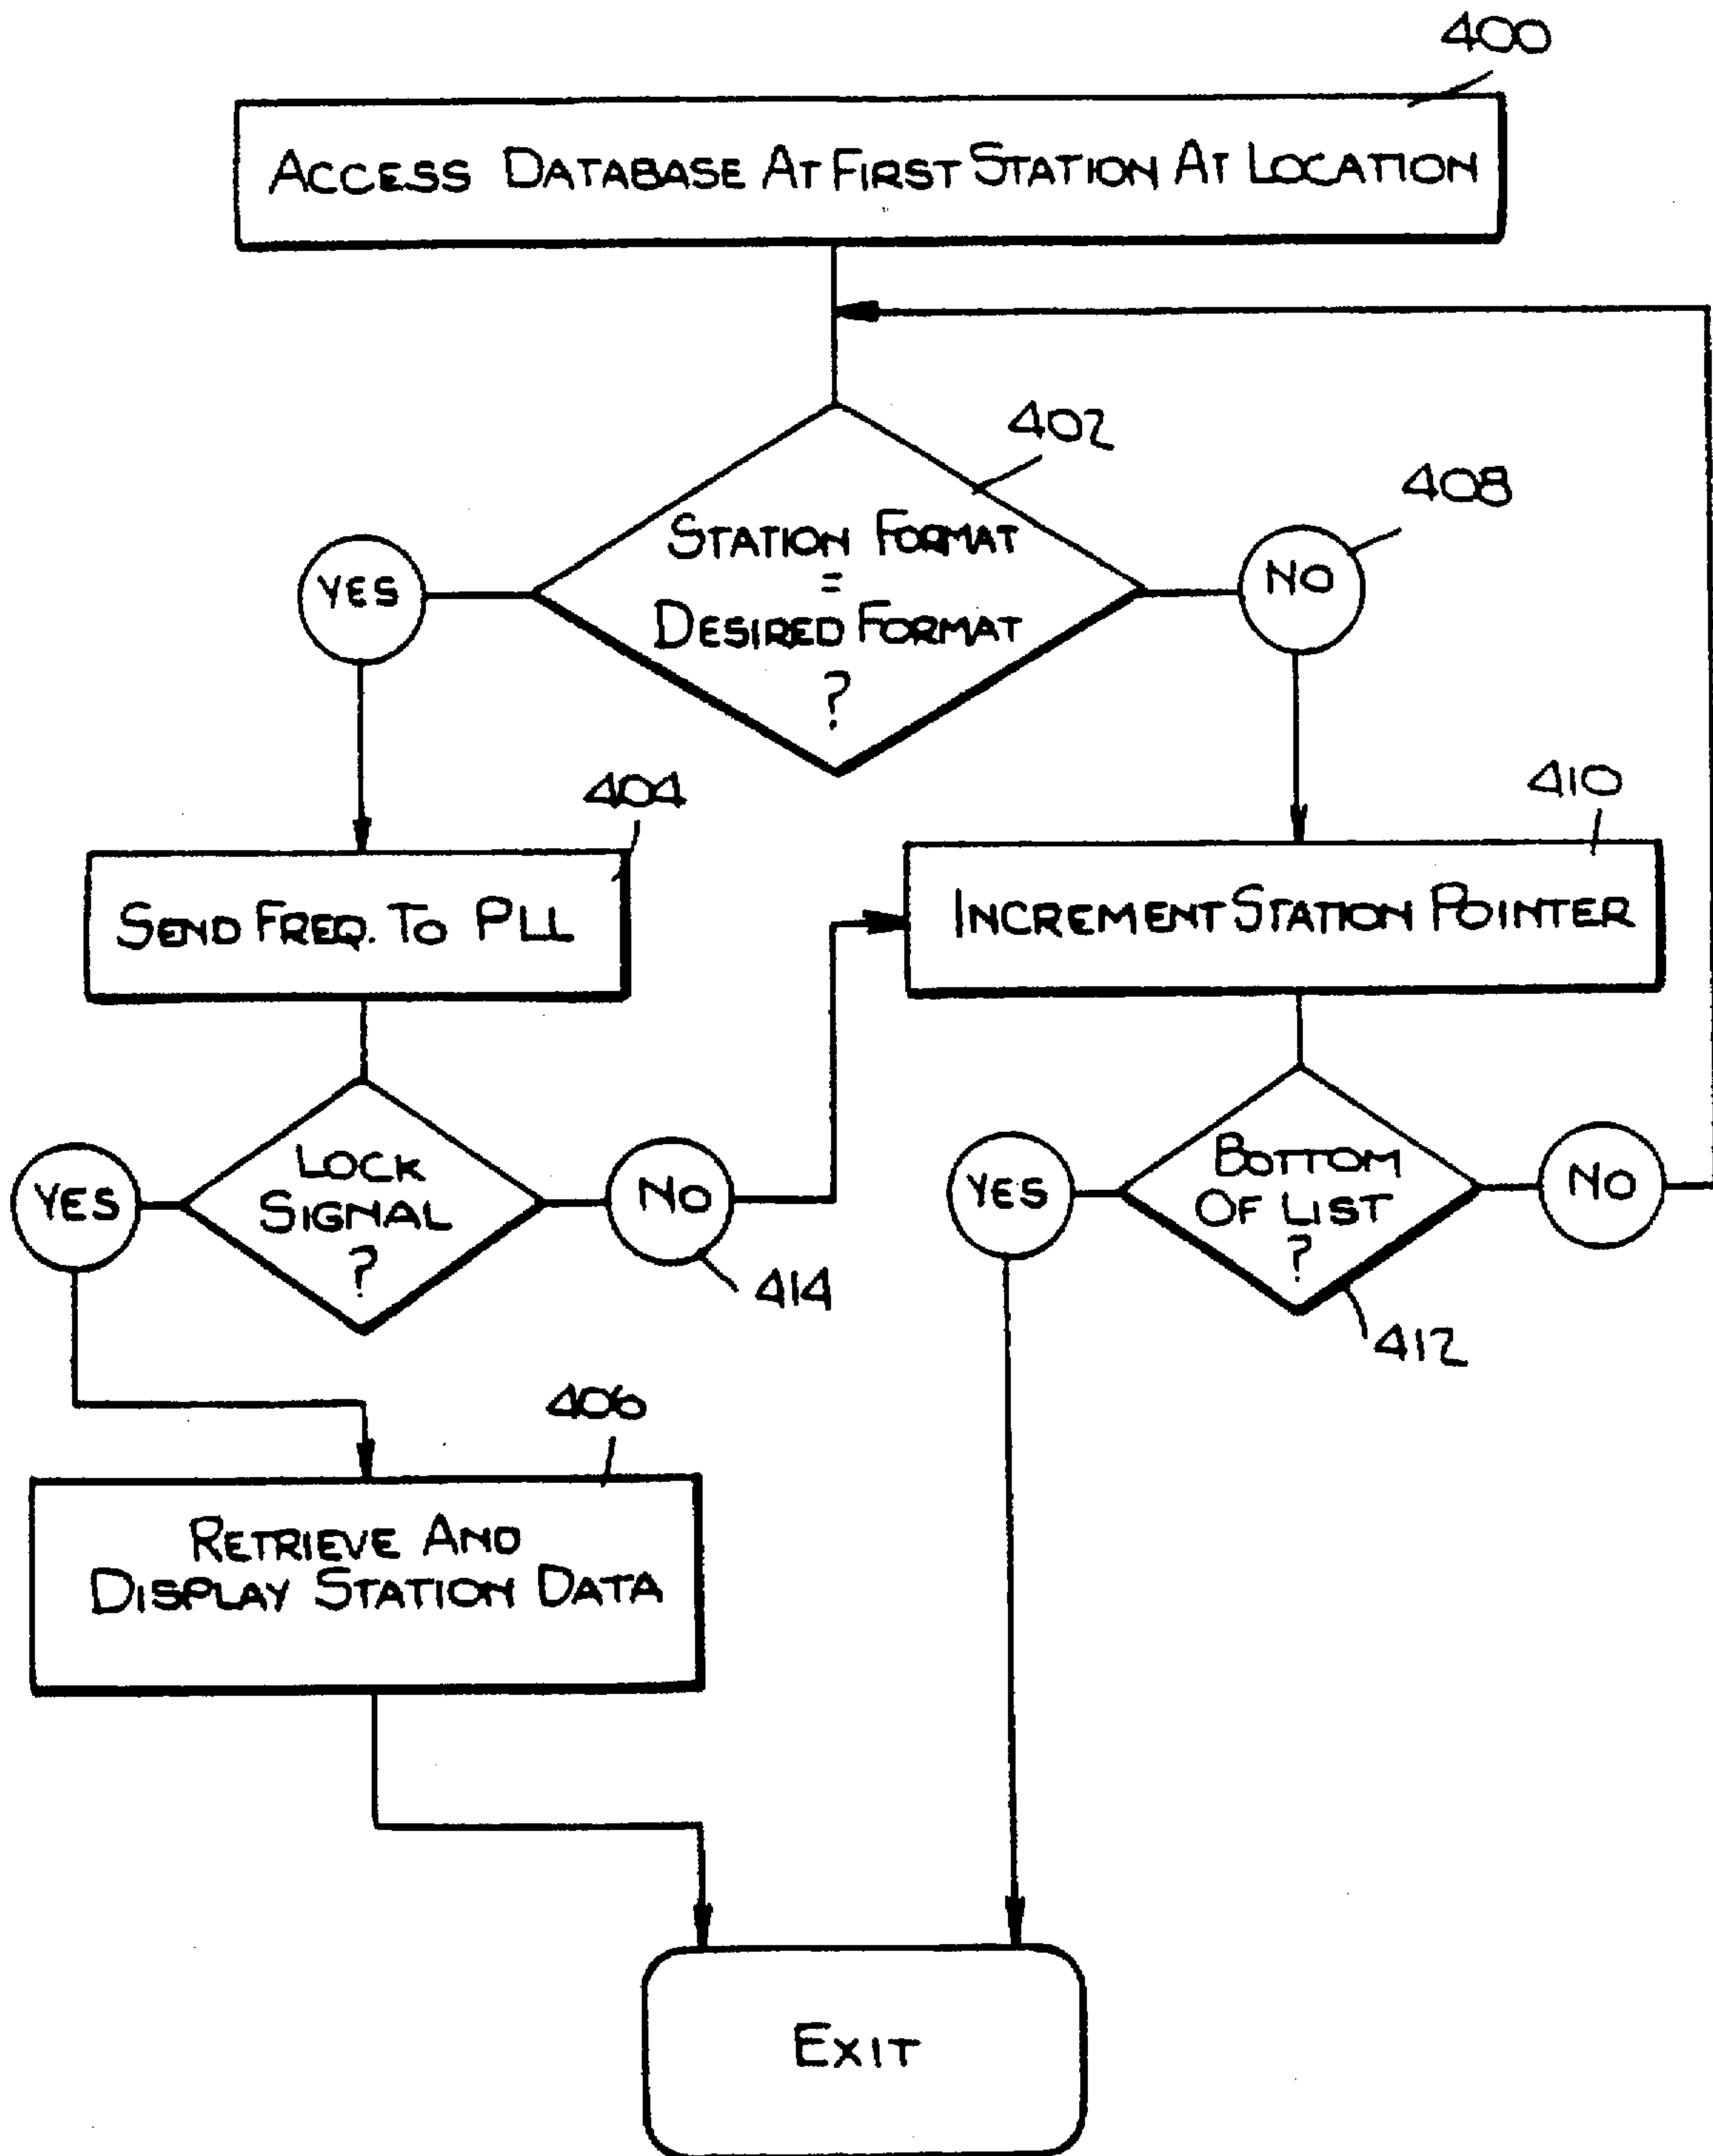 400
ACCESS DATABASE AT FIRST STATION AT LOCATION
402
408
STATION FORMAT
=
DESIRED FORMAT
?
YES
NO
404
410
SEND FREQ. TO PLL
INCREMENT STATION POINTER
LOCK
SIGNAL
?
YES
NO
414
BOTTOM
OF LIST
?
YES
NO
412
406
RETRIEVE AND
DISPLAY STATION DATA
EXIT